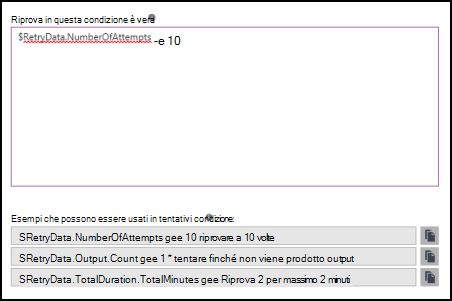 Riprova in questa condizione è vera
$RetryData.NumberOfAttempts -e 10
Esempi che possono essere usati in tentativi condizione:
SRetryData.NumberOfAttempts gee 10 riprovare a 10 volte
SRetryData.Output.Count gee 1 * tentare finché non viene prodotto output
SRetryData.TotalDuration.TotalMinutes gee Riprova 2 per massimo 2 minuti